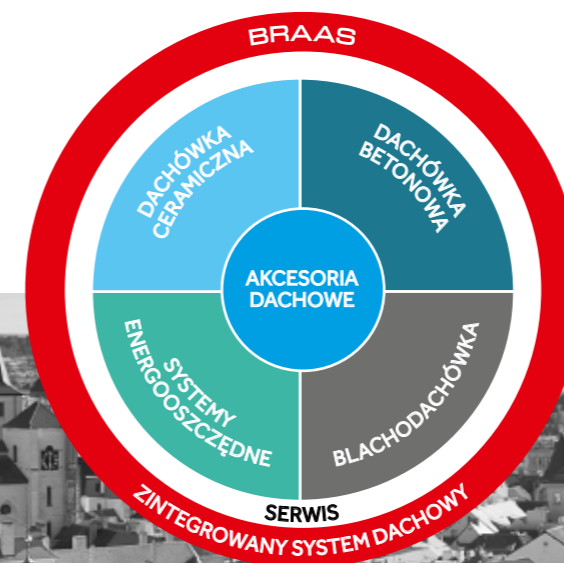 BRAAS
DACHÓWKA
CERAMICZNA
DACHÓWKA
BETONOWA
AKCESORIA
DACHOWE
SYSTEMY
ENERGOOSZCZĘDNE
BLACHODACHÓWKA
SERWIS
ZINTEGROWANY SYSTEM DACHOWY